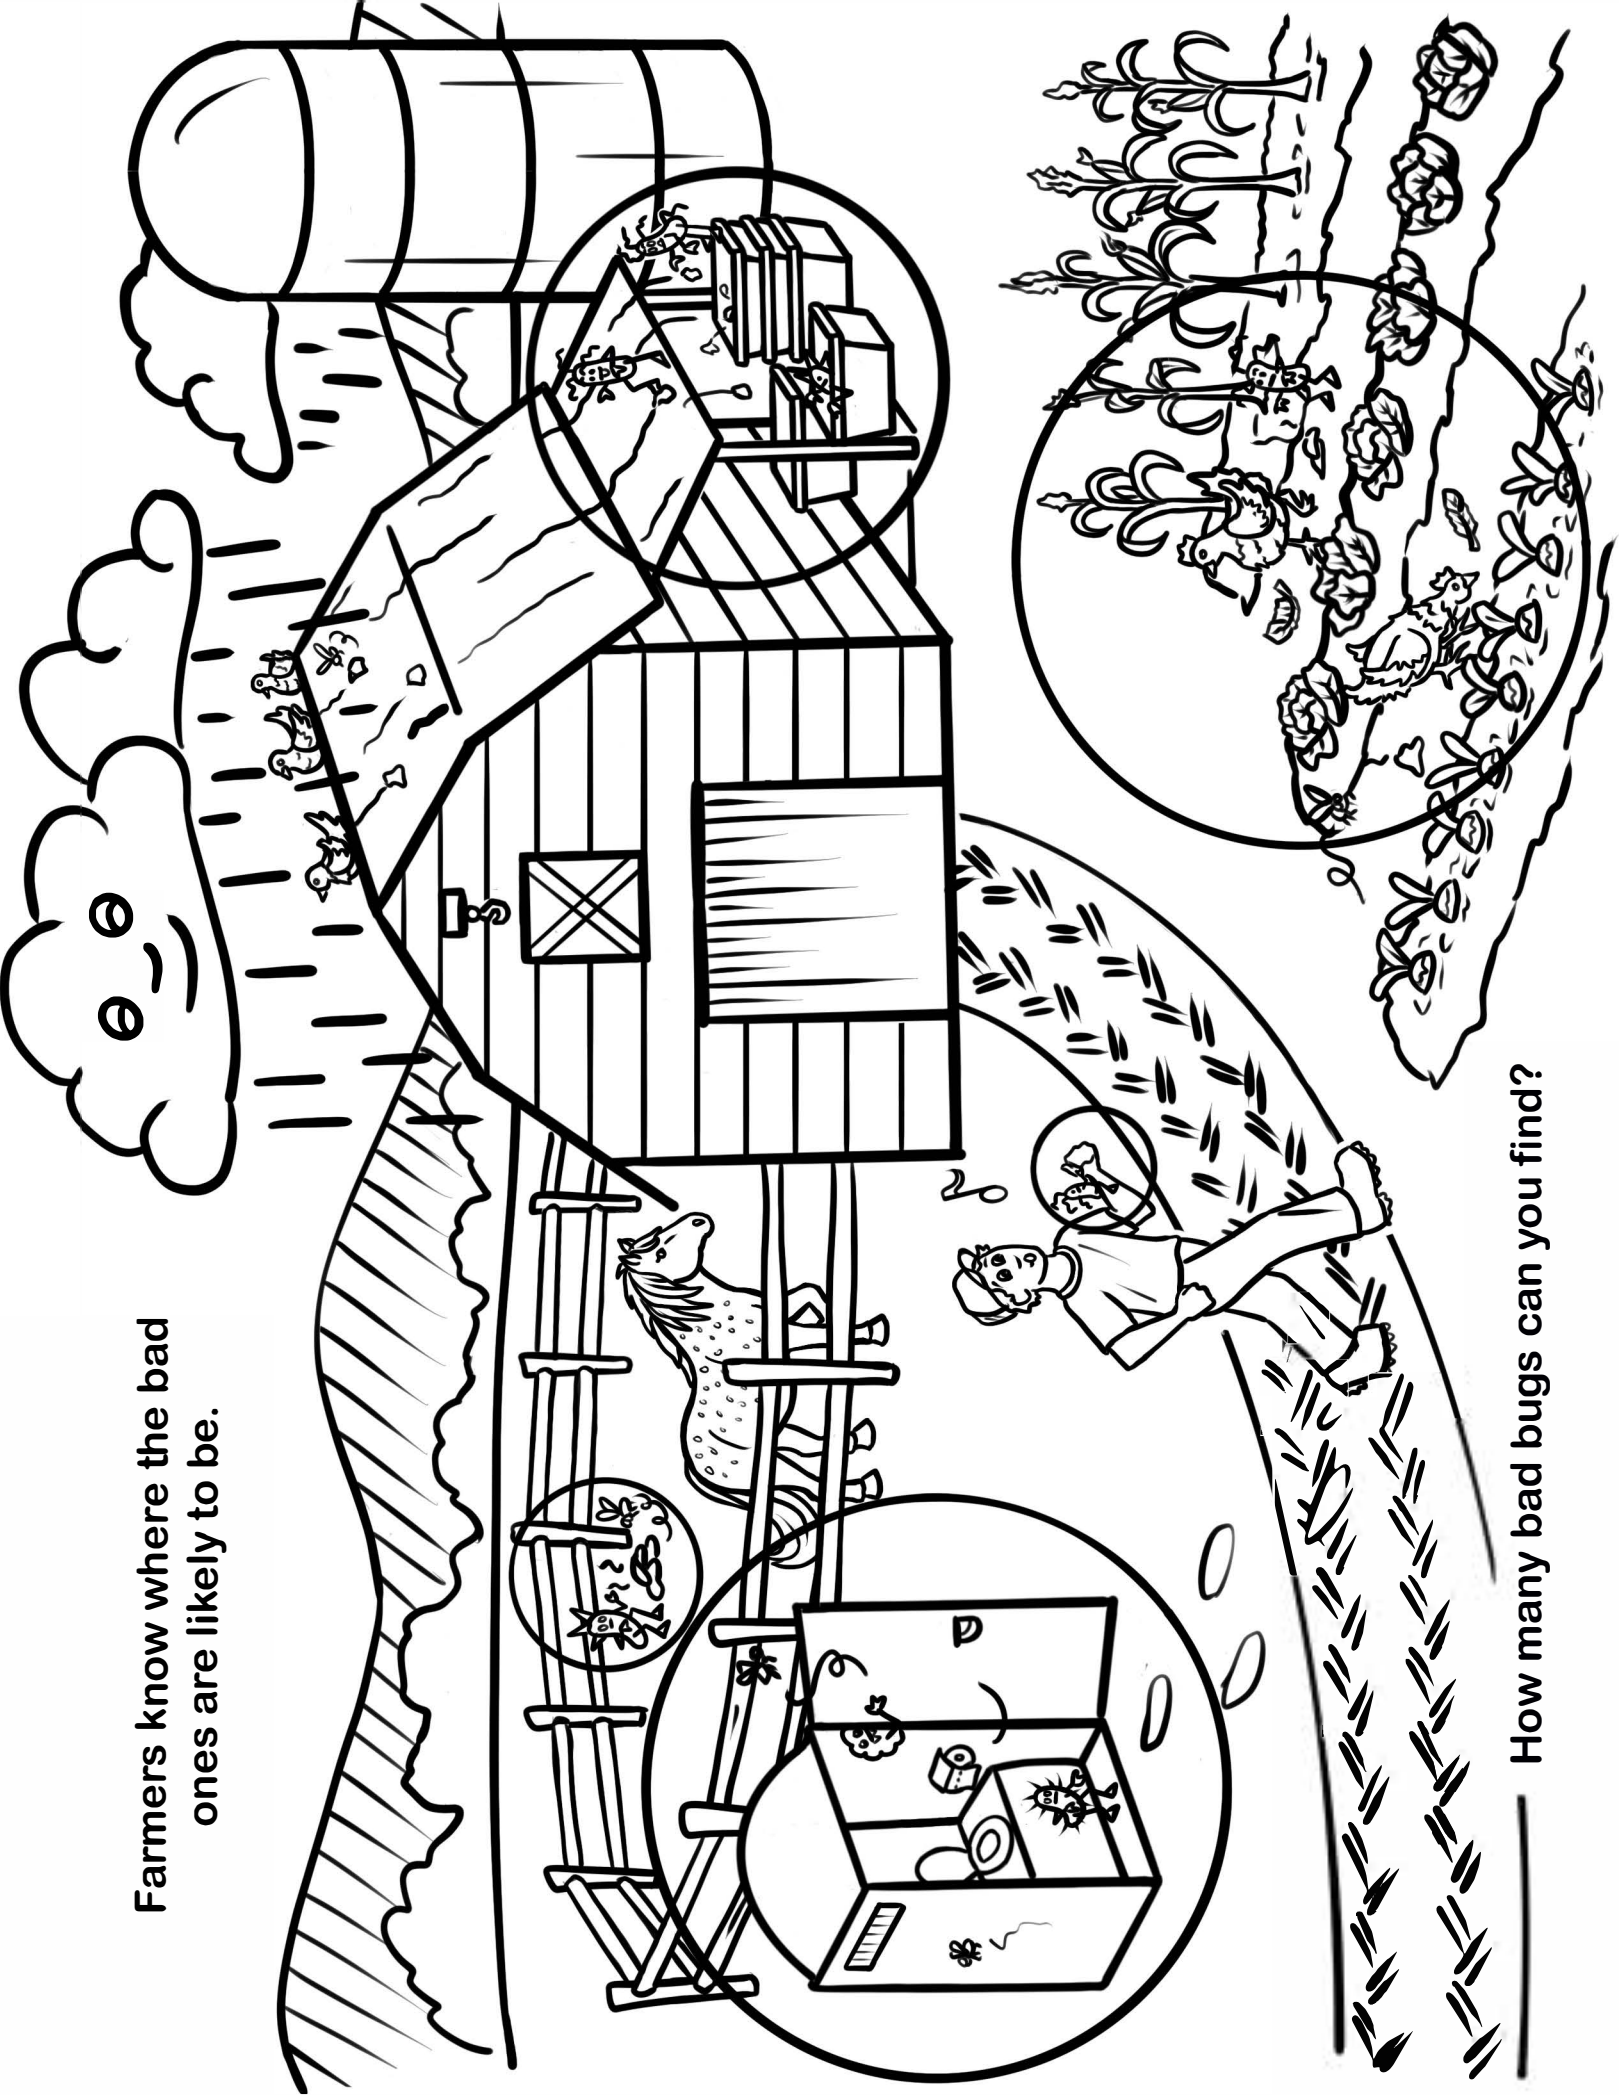 Farmers know where the bad
ones are likely to be.
How many bad bugs can you find?